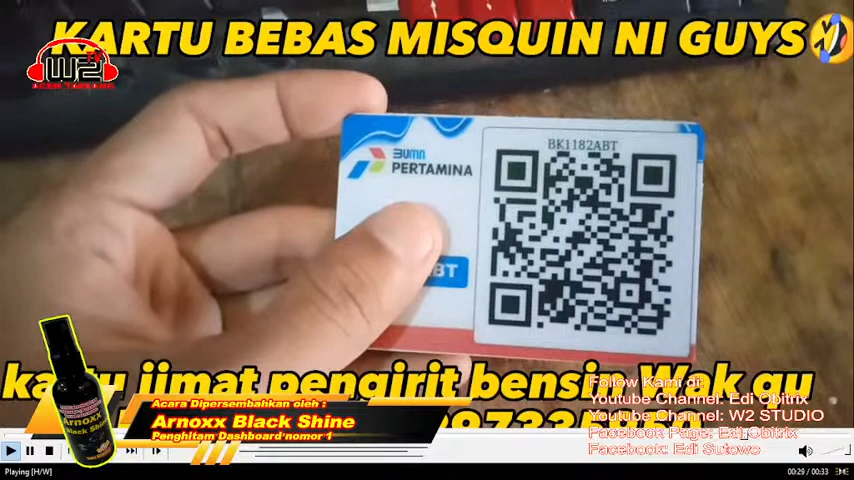 KARTU BEBAS MISQUIN NI GUYS
W2
TV
BK1182ABT
BUMN
PERTAMINA
BT
kartu jimat pengirit bensin Wak gu
Acara Dipersembahkan oleh :
Arnoxx Black Shine
Penghitam Dashboard nomor 1
Arnoxx
Black Shine
Follow Kami di:
Youtube Channel: Edi Obitrix
Youtube Channel: W2 STUDIO
Facebook Page: Edi Obitrix
Facebook: Edi Sutowo
Playing [H/W]
00:29 / 00:33